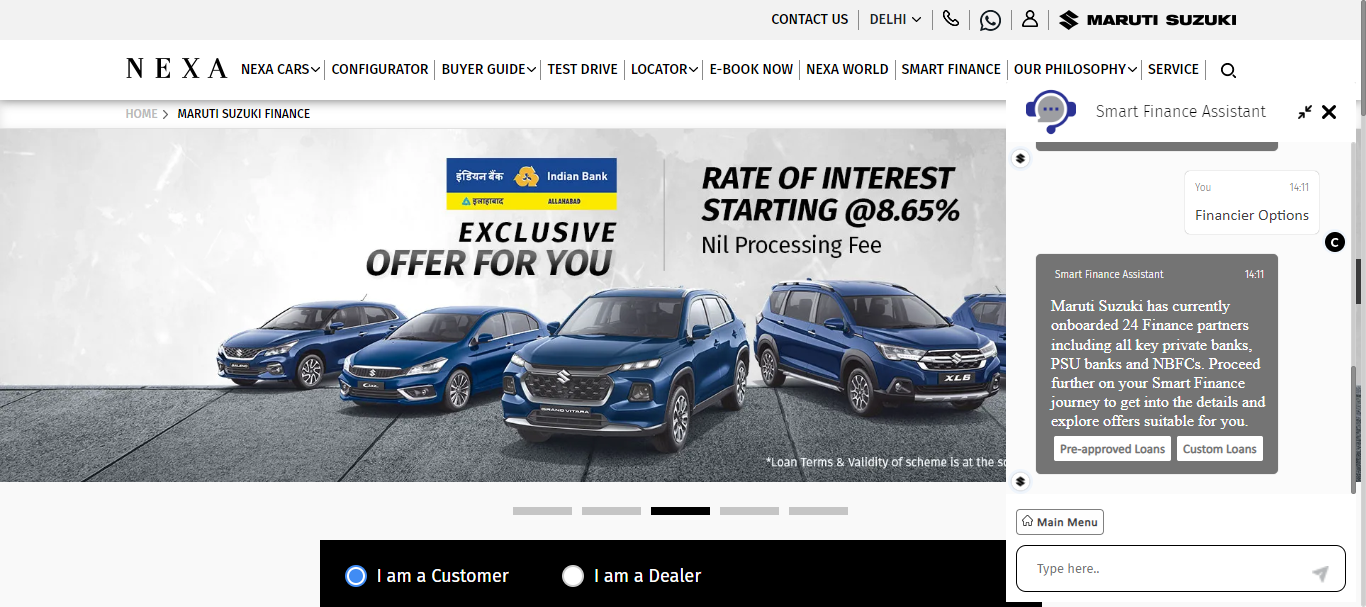 CONTACT US
DELHI
MARUTI SUZUKI
NEXA
NEXA CARS
CONFIGURATOR
BUYER GUIDE
TEST DRIVE
LOCATOR
E-BOOK NOW
NEXA WORLD
SMART FINANCE
OUR PHILOSOPHY
SERVICE
HOME
MARUTI SUZUKI FINANCE
इंडियन बैंक
Indian Bank
इलाहाबाद
ALLAHABAD
EXCLUSIVE
OFFER FOR YOU
RATE OF INTEREST
STARTING @8.65%
Nil Processing Fee
BALENO
CIAZ
GRAND VITARA
XL6
*Loan Terms & Validity of scheme is at the
I am a Customer
I am a Dealer
Smart Finance Assistant
You
14:11
Financier Options
C
Smart Finance Assistant
14:11
Maruti Suzuki has currently
onboarded 24 Finance partners
including all key private banks,
PSU banks and NBFCs. Proceed
further on your Smart Finance
journey to get into the details and
explore offers suitable for you.
Pre-approved Loans
Custom Loans
Main Menu
Type here..